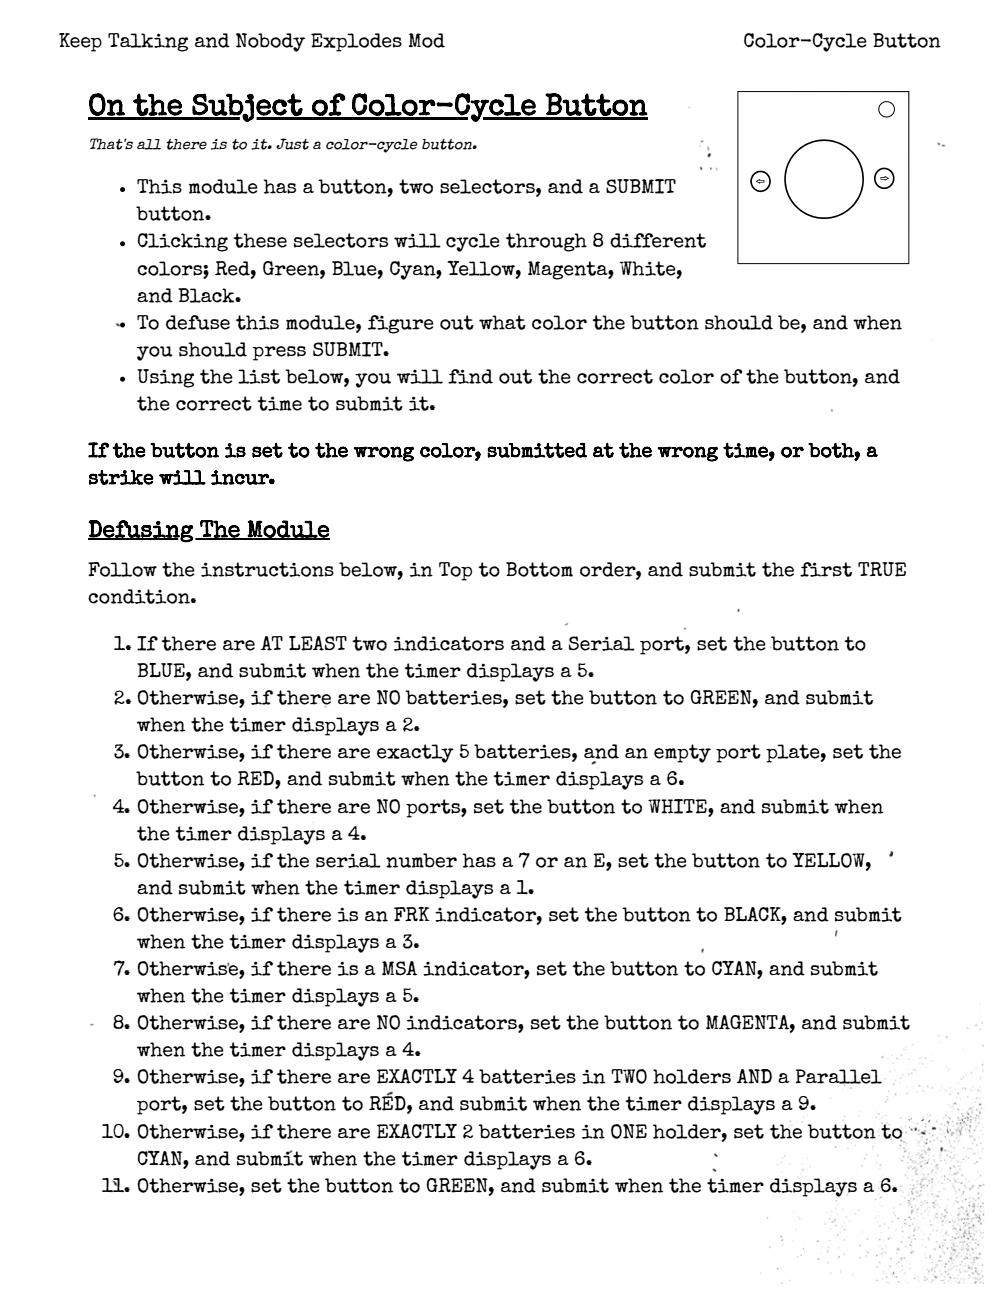 Keep Talking and Nobody Explodes Mod
Color-Cycle Button
On the Subject of Color-Cycle Button
That's all there is to it. Just a color-cycle button.
• This module has a button, two selectors, and a SUBMIT
button.
• Clicking these selectors will cycle through 8 different
colors; Red, Green, Blue, Cyan, Yellow, Magenta, White,
and Black.
• To defuse this module, figure out what color the button should be, and when
you should press SUBMIT.
• Using the list below, you will find out the correct color of the button, and
the correct time to submit it.
If the button is set to the wrong color, submitted at the wrong time, or both, a
strike will incur.
Defusing The Module
Follow the instructions below, in Top to Bottom order, and submit the first TRUE
condition.
1. If there are AT LEAST two indicators and a Serial port, set the button to
BLUE, and submit when the timer displays a 5.
2. Otherwise, if there are NO batteries, set the button to GREEN, and submit
when the timer displays a 2.
3. Otherwise, if there are exactly 5 batteries, and an empty port plate, set the
button to RED, and submit when the timer displays a 6.
4. Otherwise, if there are NO ports, set the button to WHITE, and submit when
the timer displays a 4.
5. Otherwise, if the serial number has a 7 or an E, set the button to YELLOW,
and submit when the timer displays a 1.
6. Otherwise, if there is an FRK indicator, set the button to BLACK, and submit
when the timer displays a 3.
7. Otherwise, if there is a MSA indicator, set the button to CYAN, and submit
when the timer displays a 5.
8. Otherwise, if there are NO indicators, set the button to MAGENTA, and submit
when the timer displays a 4.
9. Otherwise, if there are EXACTLY 4 batteries in TWO holders AND a Parallel
port, set the button to RED, and submit when the timer displays a 9.
10. Otherwise, if there are EXACTLY 2 batteries in ONE holder, set the button to
CYAN, and submit when the timer displays a 6.
11. Otherwise, set the button to GREEN, and submit when the timer displays a 6.